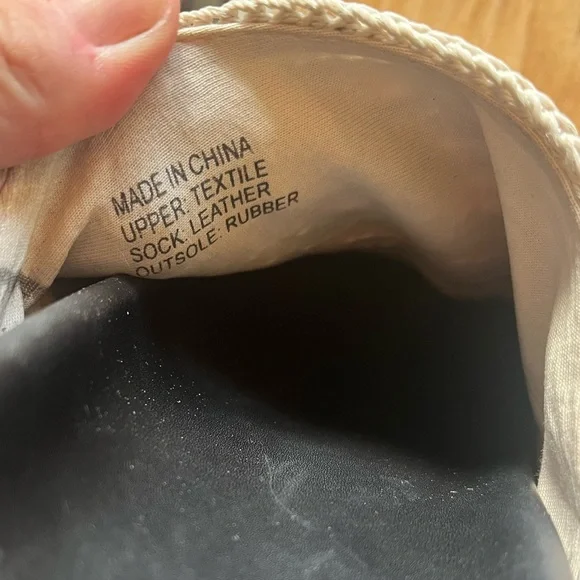 MADE IN CHINA
UPPER: TEXTILE
SOCK: LEATHER
OUTSOLE: RUBBER